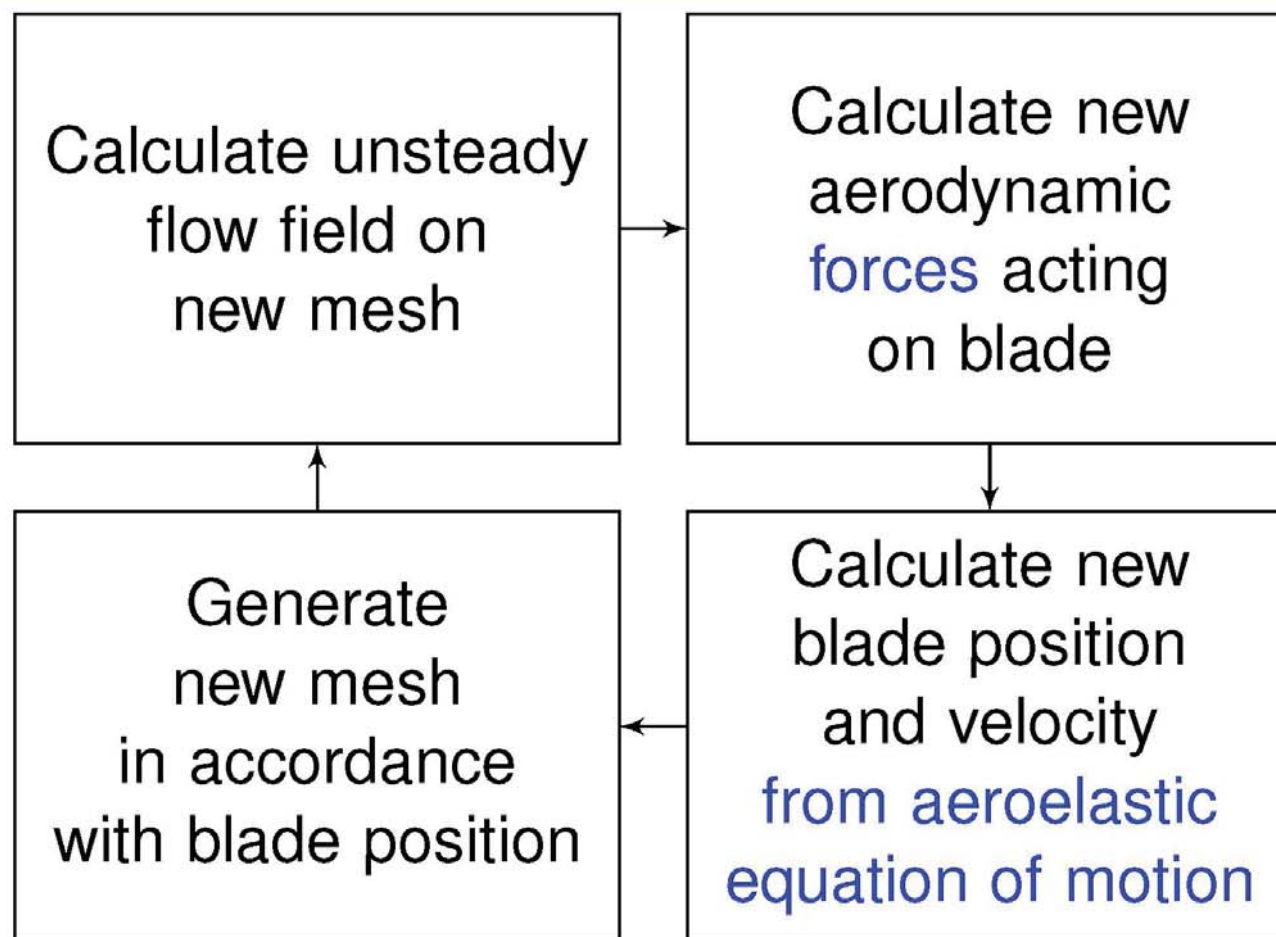 Calculate unsteady
flow field on
new mesh
Calculate new
aerodynamic
forces acting
on blade
Generate
new mesh
in accordance
with blade position
Calculate new
blade position
and velocity
from aeroelastic
equation of motion